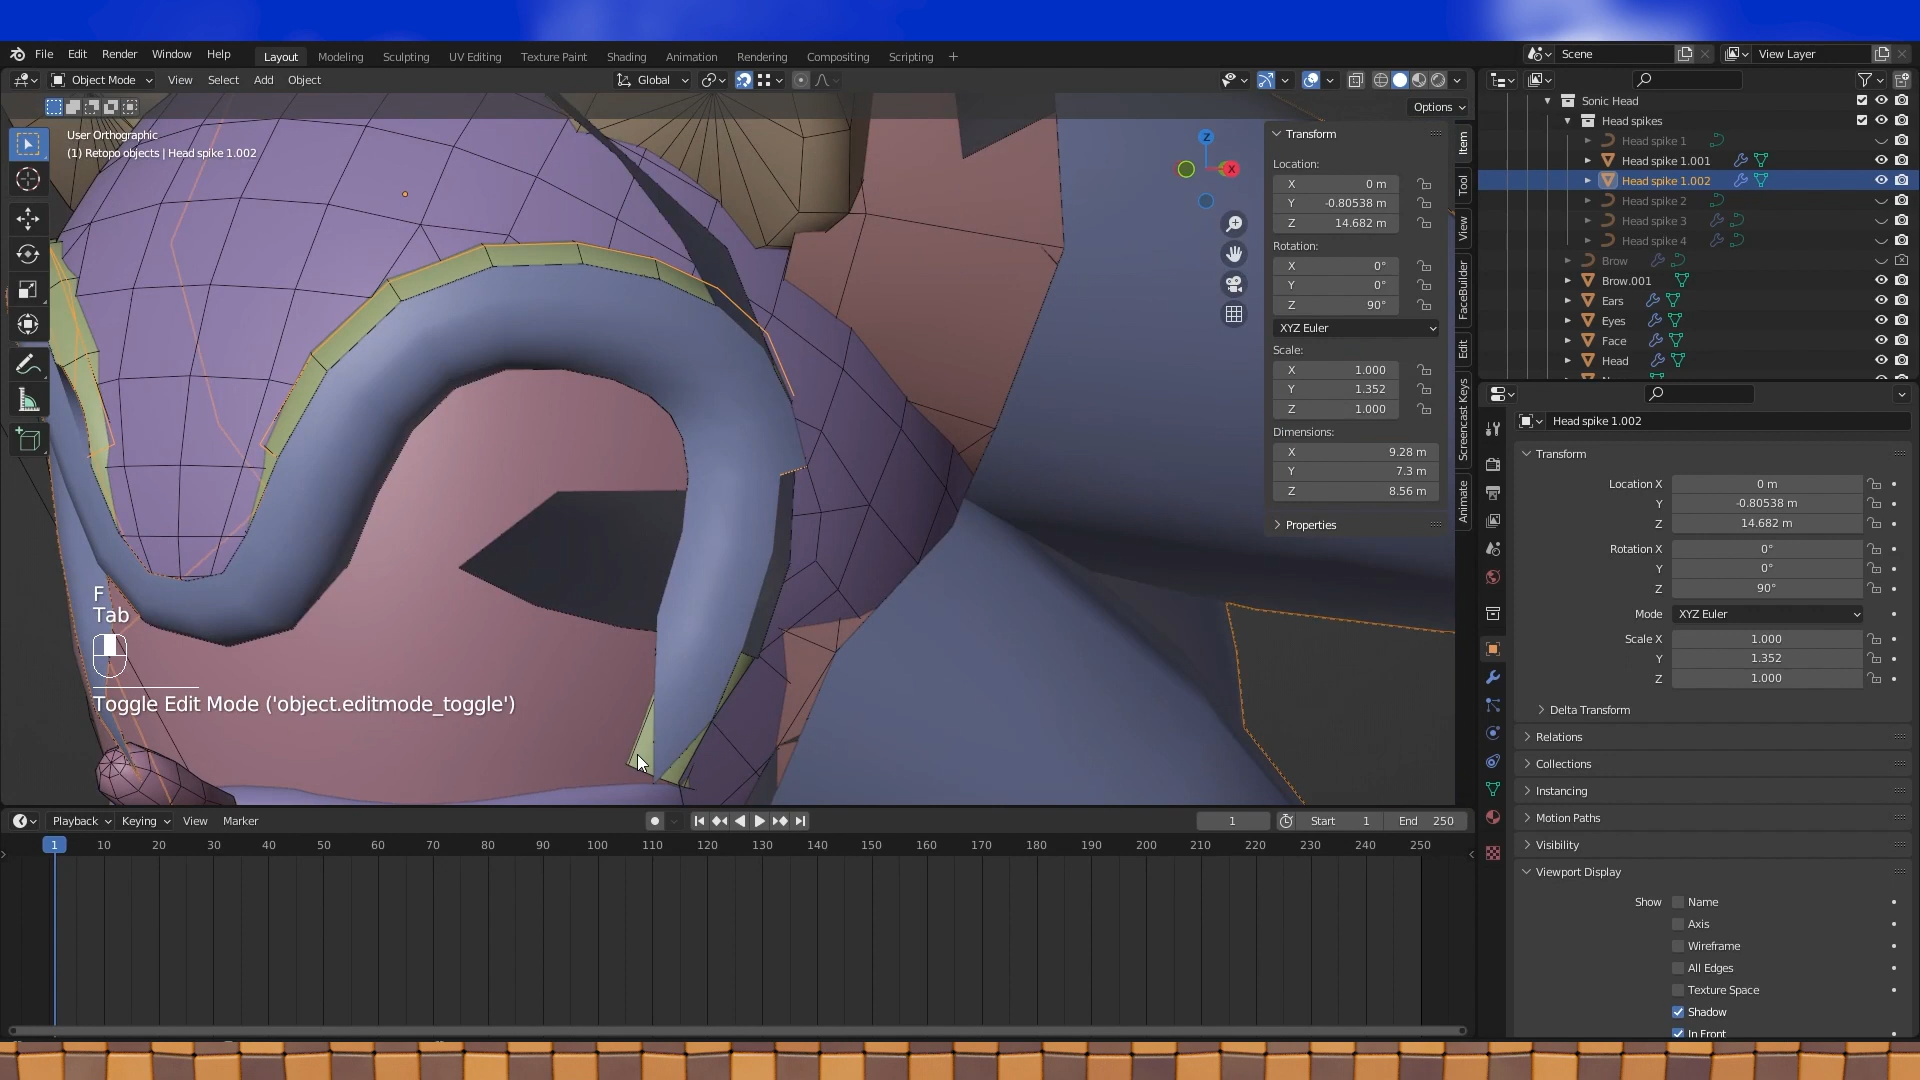 File Edit Render Window Help Layout Modeling Sculpting UV Editing Texture Paint Shading Animation Rendering Compositing Scripting + Scene View Layer
Object Mode View Select Add Object Global
Options
User Orthographic
(1) Retopo objects | Head spike 1.002
Transform
Location:
X 0 m
Y -0.80538 m
Z 14.682 m
Rotation:
X 0°
Y 0°
Z 90°
XYZ Euler
Scale:
X 1.000
Y 1.352
Z 1.000
Dimensions:
X 9.28 m
Y 7.3 m
Z 8.56 m
Properties
Item
Tool
View
FaceBuilder
Edit
Screencast Keys
Animate
Z
X
F
Tab
Toggle Edit Mode ('object.editmode_toggle')
Sonic Head
Head spikes
Head spike 1
Head spike 1.001
Head spike 1.002
Head spike 2
Head spike 3
Head spike 4
Brow
Brow.001
Ears
Eyes
Face
Head
Head spike 1.002
Transform
Location X 0 m
Y -0.80538 m
Z 14.682 m
Rotation X 0°
Y 0°
Z 90°
Mode XYZ Euler
Scale X 1.000
Y 1.352
Z 1.000
Delta Transform
Relations
Collections
Instancing
Motion Paths
Visibility
Viewport Display
Show Name
Axis
Wireframe
All Edges
Texture Space
Shadow
In Front
Playback Keying View Marker 1 Start 1 End 250
1 10 20 30 40 50 60 70 80 90 100 110 120 130 140 150 160 170 180 190 200 210 220 230 240 250